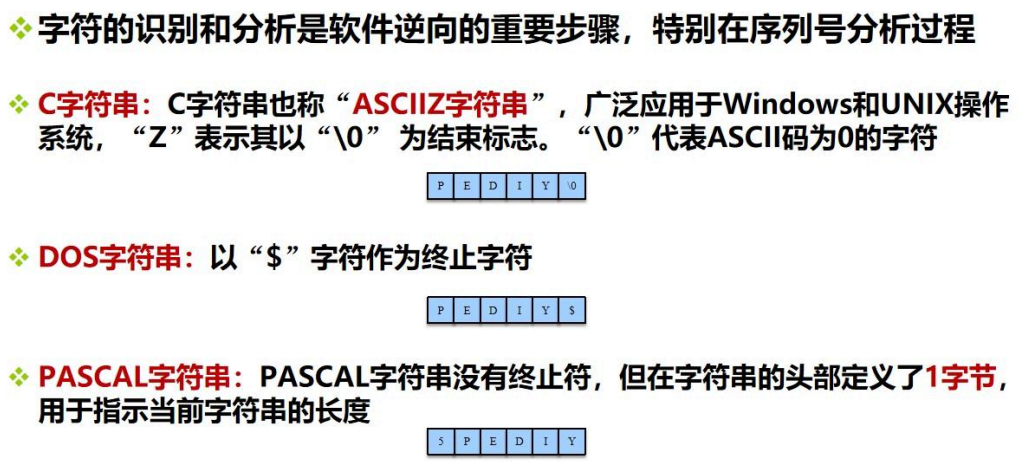 字符的识别和分析是软件逆向的重要步骤，特别在序列号分析过程
C字符串：C字符串也称“ASCIIZ字符串”，广泛应用于Windows和UNIX操作
系统，“Z”表示其以“\0” 为结束标志。“\0”代表ASCII码为0的字符
P E D I Y \0
DOS字符串：以“$”字符作为终止字符
P E D I Y $
PASCAL字符串：PASCAL字符串没有终止符，但在字符串的头部定义了1字节，
用于指示当前字符串的长度
5 P E D I Y